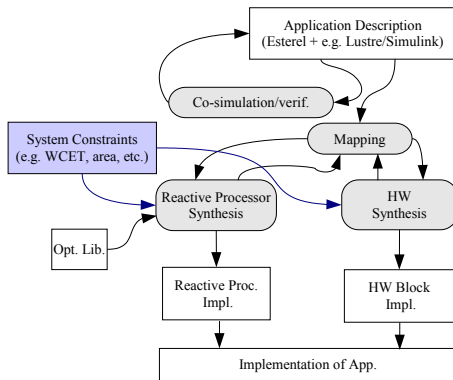 Application Description
(Esterel + e.g. Lustre/Simulink)
Co-simulation/verif.
System Constraints
(e.g. WCET, area, etc.)
Mapping
Reactive Processor
Synthesis
HW
Synthesis
Opt. Lib.
Reactive Proc.
Impl.
HW Block
Impl.
Implementation of App.